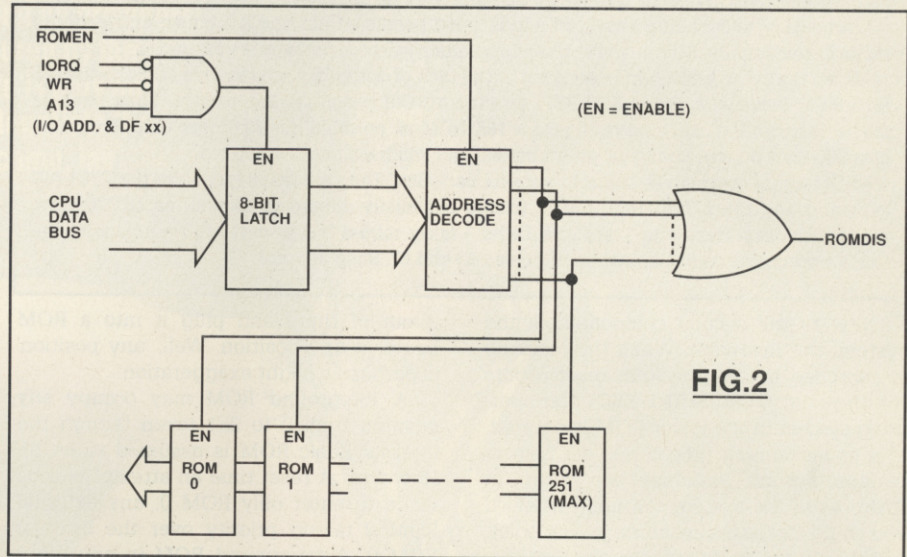 ROMEN
IORQ
WR
A13
(I/O ADD. & DF xx)
(EN = ENABLE)
EN
EN
CPU
DATA
BUS
8-BIT
LATCH
ADDRESS
DECODE
ROMDIS
FIG.2
EN
EN
EN
ROM
0
ROM
1
ROM
251
(MAX)